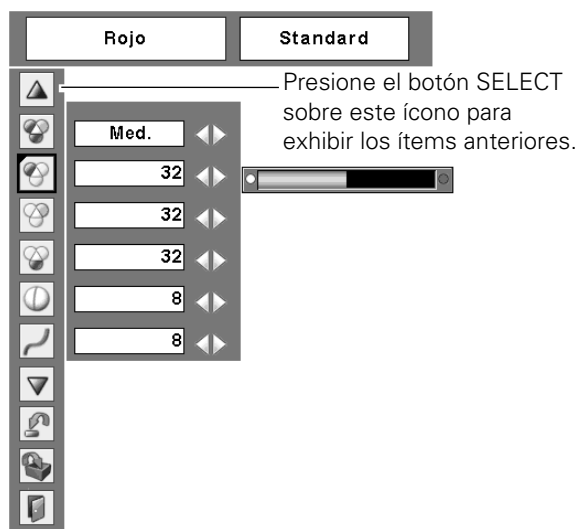 Rojo
Standard
Presione el botón SELECT
sobre este ícono para
exhibir los ítems anteriores.
Med.
32
32
32
8
8